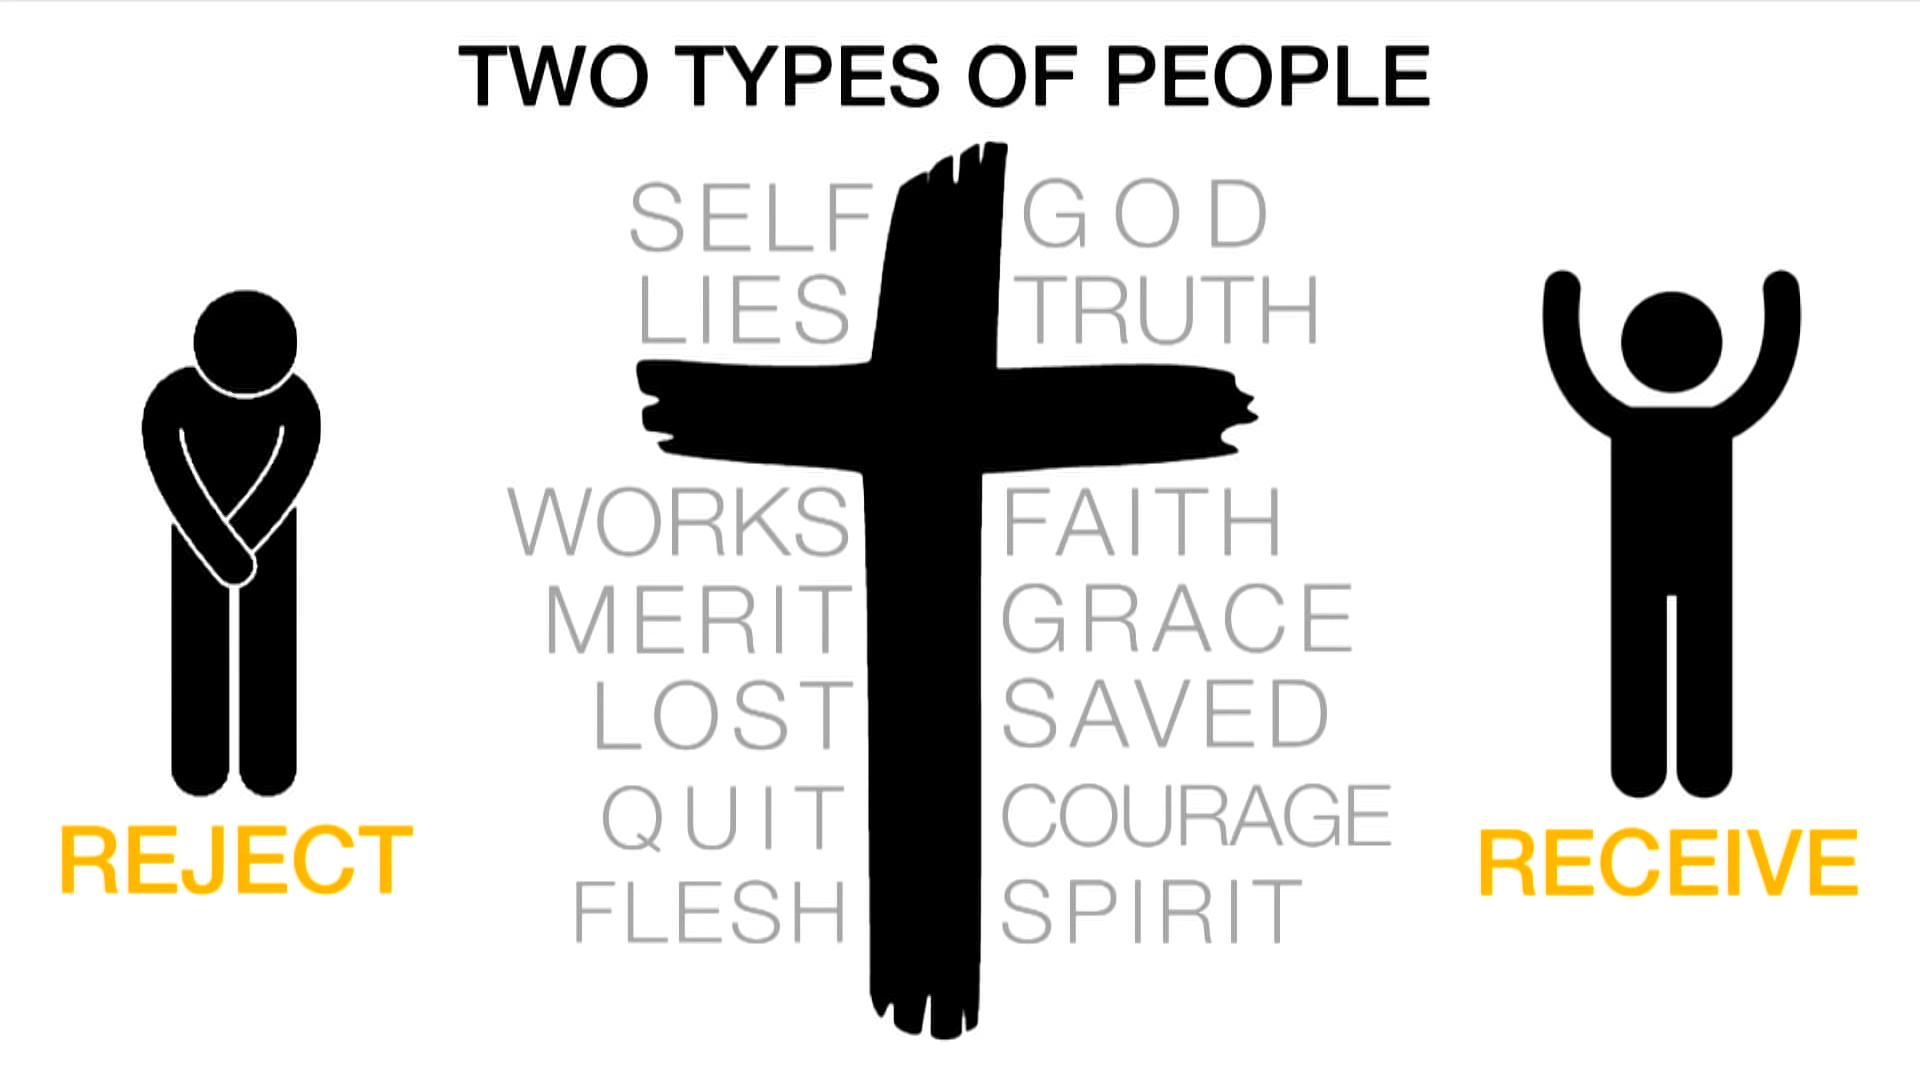 TWO TYPES OF PEOPLE
SELF GOD
LIES TRUTH
WORKS FAITH
MERIT GRACE
LOST SAVED
QUIT COURAGE
FLESH SPIRIT
REJECT RECEIVE